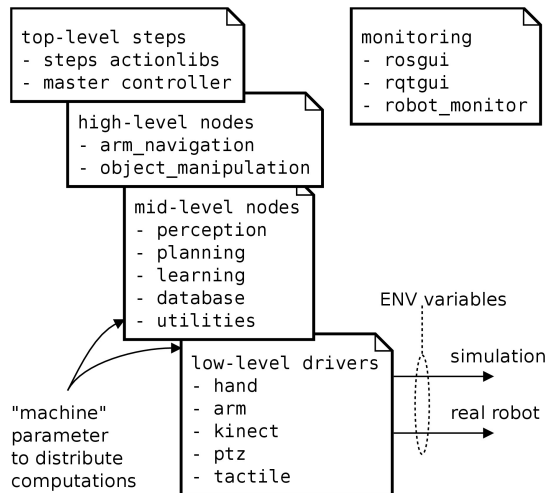 top-level steps
- steps actionlibs
- master controller
monitoring
- rosgui
- rqtgui
- robot_monitor
high-level nodes
- arm_navigation
- object_manipulation
mid-level nodes
- perception
- planning
- learning
- database
- utilities
ENV variables
simulation
real robot
low-level drivers
- hand
- arm
- kinect
- ptz
- tactile
"machine"
parameter
to distribute
computations